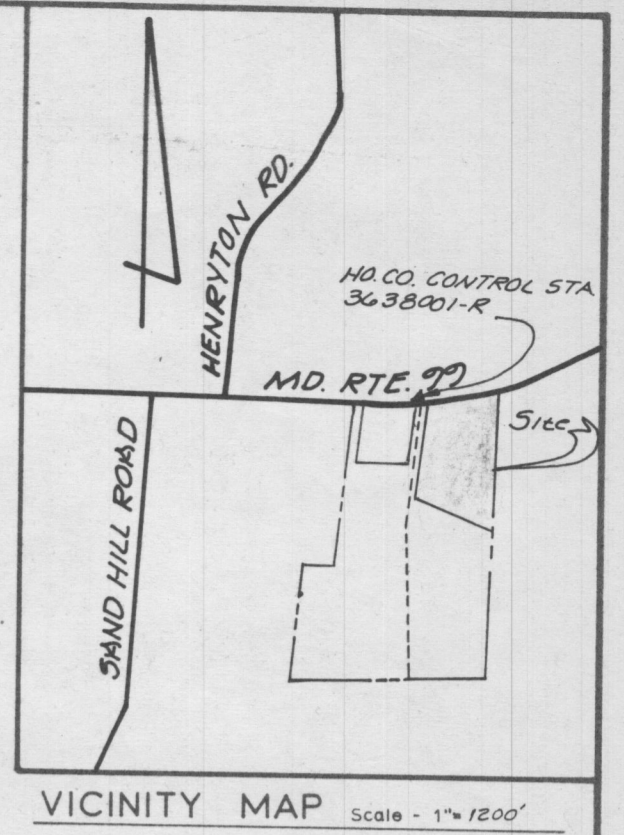 HENRYTON RD.
HO.CO. CONTROL STA
3638001-R
MD. RTE. 99
Site
SAND HILL ROAD
VICINITY MAP Scale - 1"= 1200'